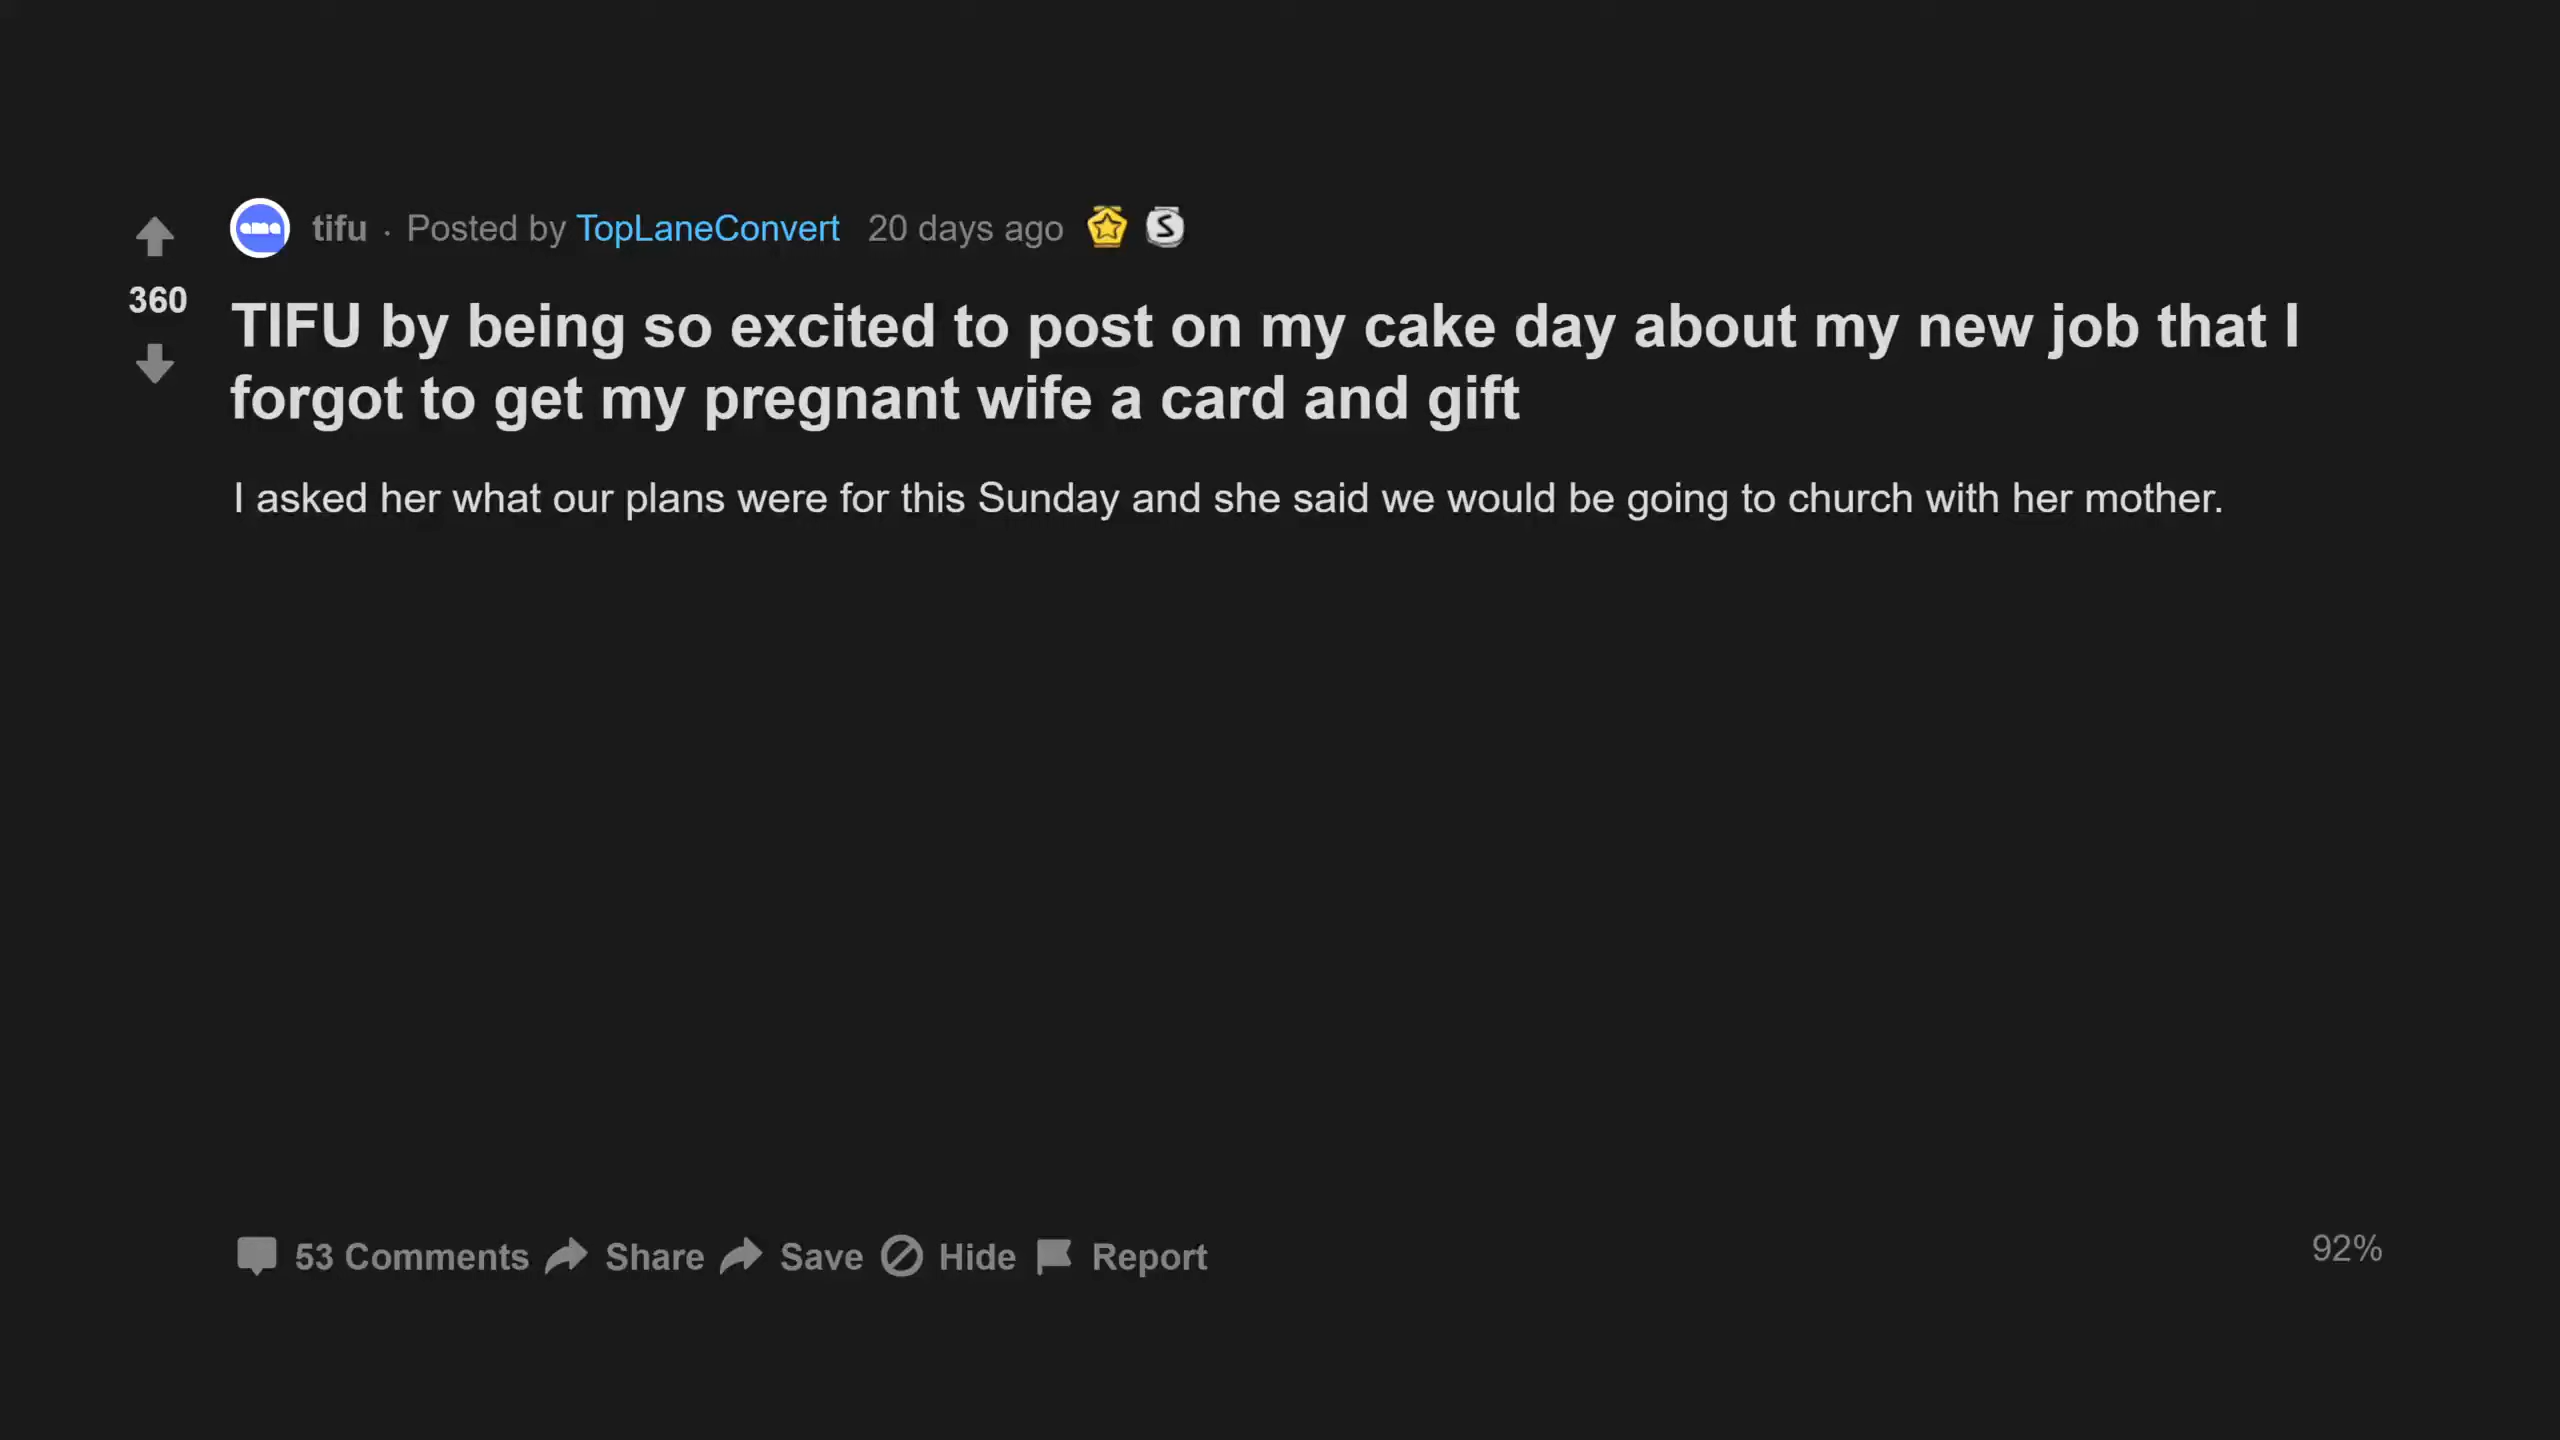 tifu · Posted by TopLaneConvert 20 days ago
360
TIFU by being so excited to post on my cake day about my new job that I
forgot to get my pregnant wife a card and gift
I asked her what our plans were for this Sunday and she said we would be going to church with her mother.
53 Comments Share Save Hide Report
92%